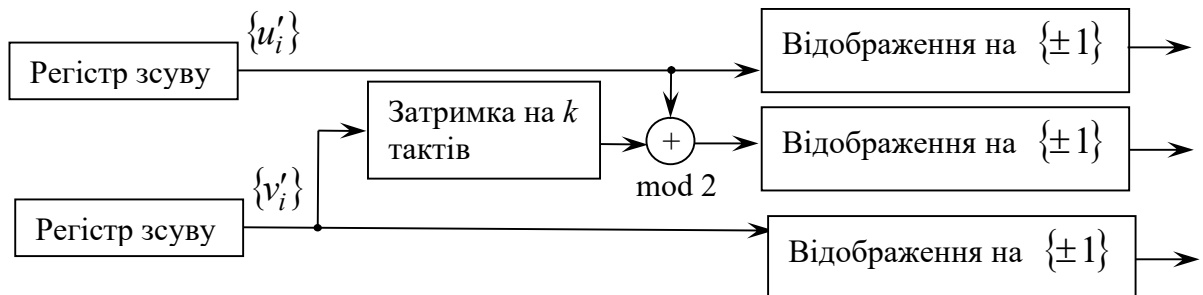 {u′ᵢ}
Відображення на {±1}
Регістр зсуву
Затримка на k
тактів
+
Відображення на {±1}
mod 2
{v′ᵢ}
Регістр зсуву
Відображення на {±1}